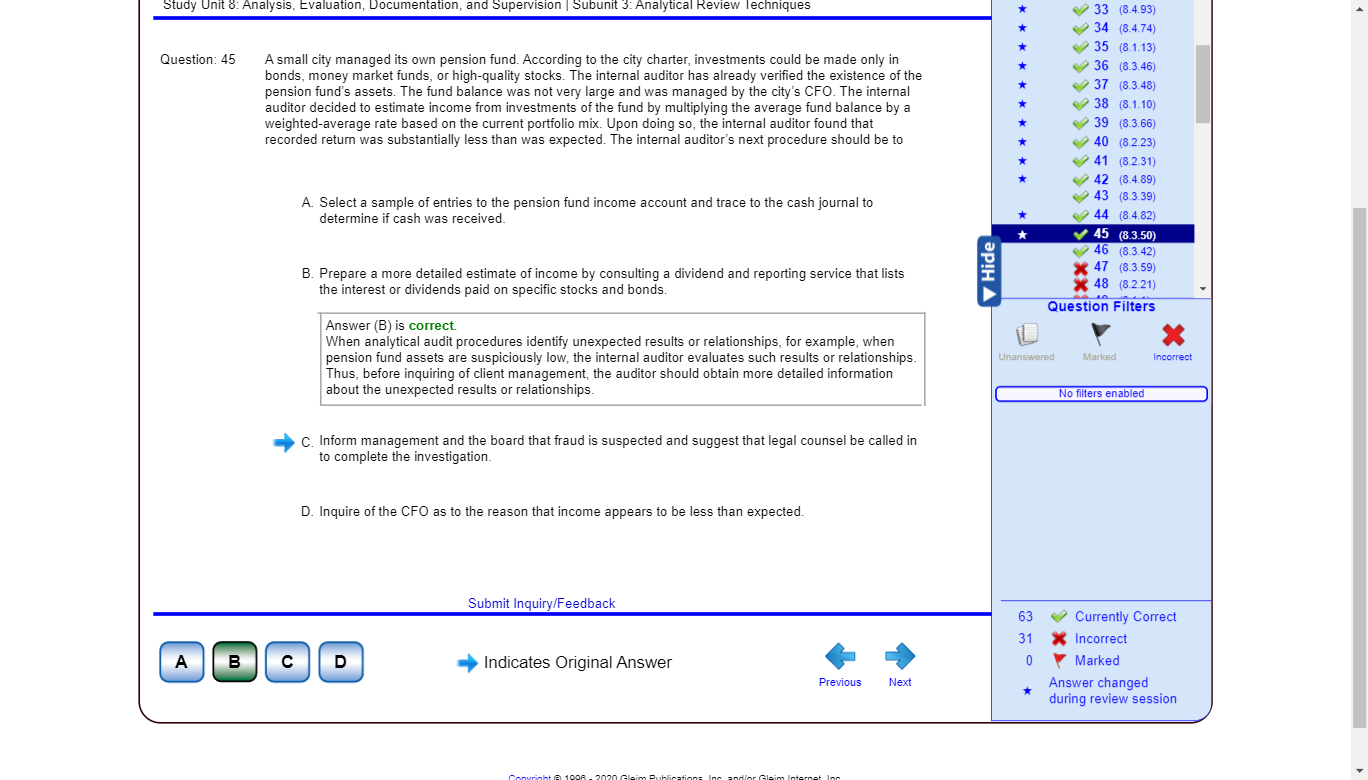 Study Unit 8: Analysis, Evaluation, Documentation, and Supervision | Subunit 3: Analytical Review Techniques
Question: 45
A small city managed its own pension fund. According to the city charter, investments could be made only in
bonds, money market funds, or high-quality stocks. The internal auditor has already verified the existence of the
pension fund's assets. The fund balance was not very large and was managed by the city's CFO. The internal
auditor decided to estimate income from investments of the fund by multiplying the average fund balance by a
weighted-average rate based on the current portfolio mix. Upon doing so, the internal auditor found that
recorded return was substantially less than was expected. The internal auditor's next procedure should be to
A. Select a sample of entries to the pension fund income account and trace to the cash journal to
determine if cash was received.
B. Prepare a more detailed estimate of income by consulting a dividend and reporting service that lists
the interest or dividends paid on specific stocks and bonds.
Answer (B) is correct.
When analytical audit procedures identify unexpected results or relationships, for example, when
pension fund assets are suspiciously low, the internal auditor evaluates such results or relationships.
Thus, before inquiring of client management, the auditor should obtain more detailed information
about the unexpected results or relationships.
C. Inform management and the board that fraud is suspected and suggest that legal counsel be called in
to complete the investigation.
D. Inquire of the CFO as to the reason that income appears to be less than expected.
Submit Inquiry/Feedback
A B C D
Indicates Original Answer
Previous Next
33 (8.4.93)
34 (8.4.74)
35 (8.1.13)
36 (8.3.46)
37 (8.3.48)
38 (8.1.10)
39 (8.3.66)
40 (8.2.23)
41 (8.2.31)
42 (8.4.89)
43 (8.3.39)
44 (8.4.82)
45 (8.3.50)
46 (8.3.42)
47 (8.3.59)
48 (8.2.21)
Hide
Question Filters
Unanswered Marked Incorrect
No filters enabled
63 Currently Correct
31 Incorrect
0 Marked
Answer changed
during review session
Copyright © 1996 - 2020 Gleim Publications, Inc. and/or Gleim Internet, Inc.